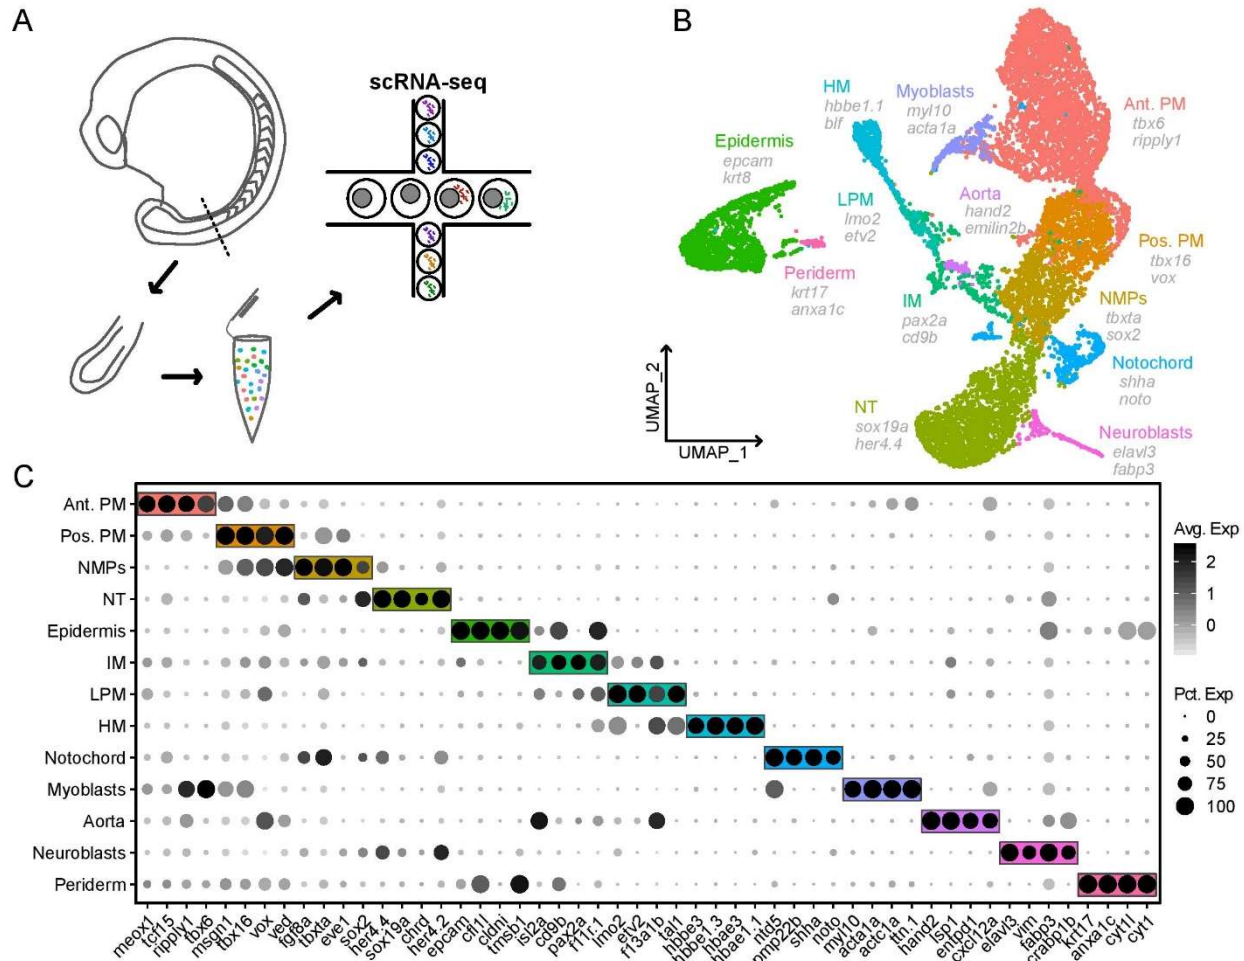 A
scRNA-seq
B
HM
hbbe1.1
blf
Myoblasts
myl10
acta1a
Ant. PM
tbx6
ripply1
Epidermis
epcam
krt8
LPM
lmo2
etv2
Aorta
hand2
emilin2b
Pos. PM
tbx16
vox
Periderm
krt17
anxa1c
IM
pax2a
cd9b
NMPs
tbxta
sox2
Notochord
shha
noto
NT
sox19a
her4.4
Neuroblasts
elavl3
fabp3
UMAP_2
UMAP_1
C
Ant. PM
Pos. PM
NMPs
NT
Epidermis
IM
LPM
HM
Notochord
Myoblasts
Aorta
Neuroblasts
Periderm
meox1
tcf15
ripply1
tbx6
msgn1
tbx16
vox
ved
fgf8a
tbxta
eve1
sox2
her4.4
sox19a
chrd
her4.2
epcam
cfl1l
cldni
tmsb1
isl2a
cd9b
pax2a
f11r.1
lmo2
etv2
f13a1b
tal1
hbbe3
hbbe1.3
hbae3
hbae1.1
ntd5
pmp22b
shha
noto
myl10
acta1a
actc1a
ttn.1
hand2
lsp1
entpd1
cxcl12a
elavl3
vim
fabp3
crabp1b
krt17
anxa1c
cyt1l
cyt1
Avg. Exp
2
1
0
Pct. Exp
0
25
50
75
100